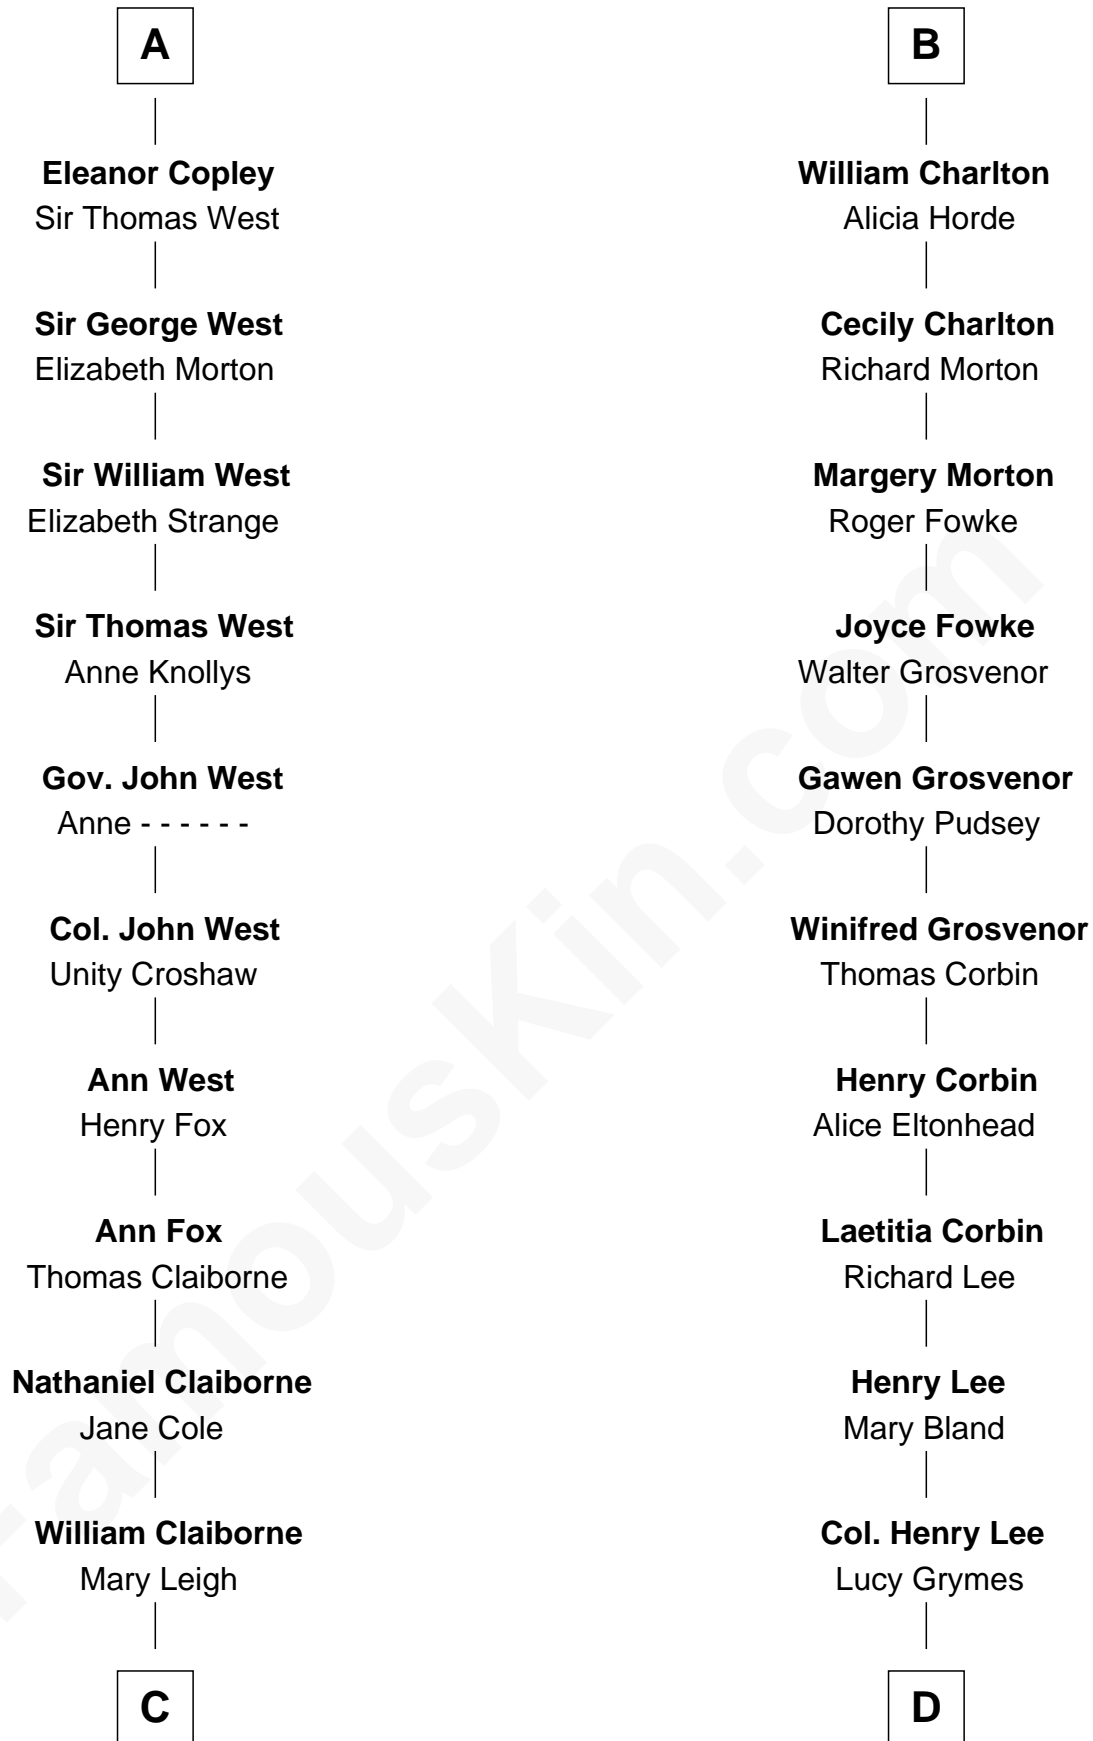 A
Eleanor Copley
Sir Thomas West
Sir George West
Elizabeth Morton
Sir William West
Elizabeth Strange
Sir Thomas West
Anne Knollys
Gov. John West
Anne - - - - - -
Col. John West
Unity Croshaw
Ann West
Henry Fox
Ann Fox
Thomas Claiborne
Nathaniel Claiborne
Jane Cole
William Claiborne
Mary Leigh
C
B
William Charlton
Alicia Horde
Cecily Charlton
Richard Morton
Margery Morton
Roger Fowke
Joyce Fowke
Walter Grosvenor
Gawen Grosvenor
Dorothy Pudsey
Winifred Grosvenor
Thomas Corbin
Henry Corbin
Alice Eltonhead
Laetitia Corbin
Richard Lee
Henry Lee
Mary Bland
Col. Henry Lee
Lucy Grymes
D
FamousKin.com